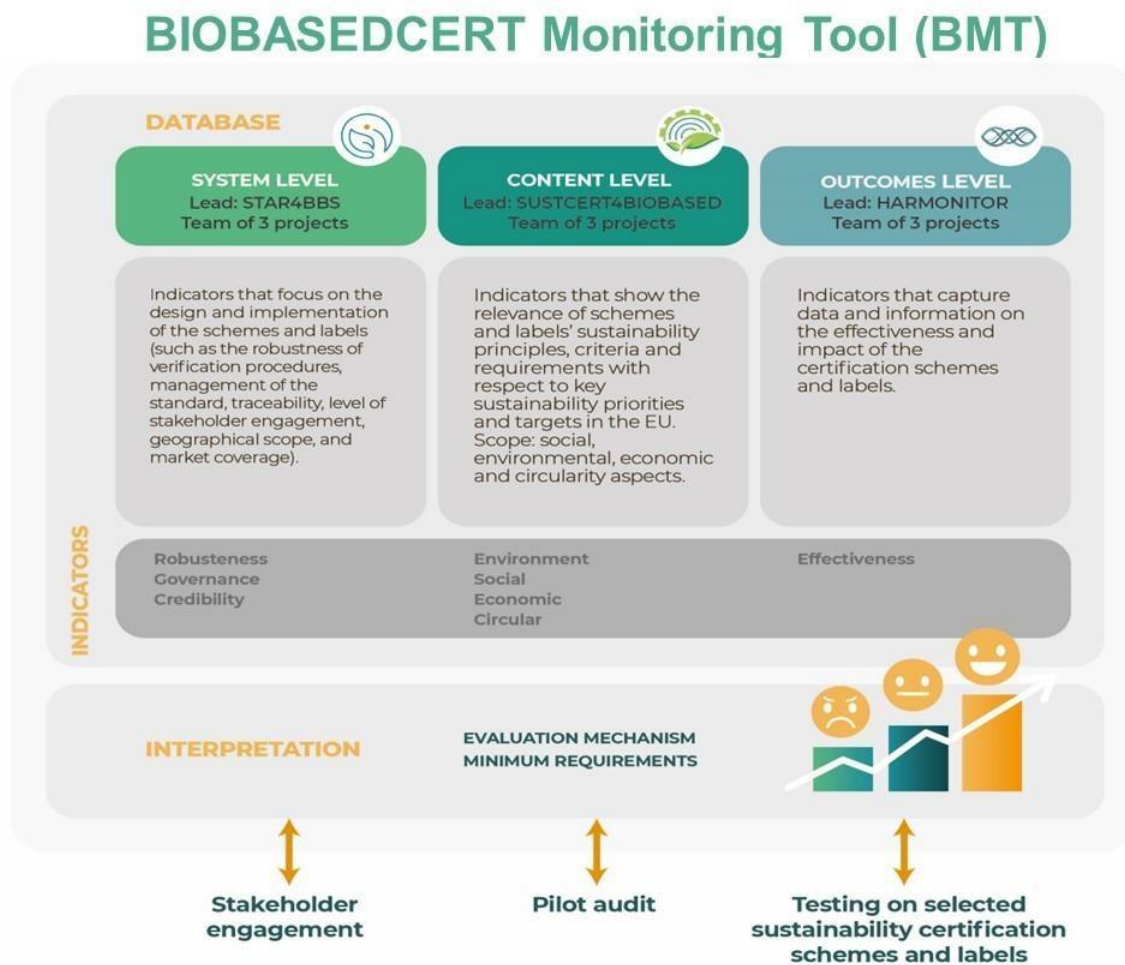 BIOBASEDCERT Monitoring Tool (BMT)
DATABASE
SYSTEM LEVEL
Lead: STAR4BBS
Team of 3 projects
CONTENT LEVEL
Lead: SUSTCERT4BIOBASED
Team of 3 projects
OUTCOMES LEVEL
Lead: HARMONITOR
Team of 3 projects
Indicators that focus on the
design and implementation
of the schemes and labels
(such as the robustness of
verification procedures,
management of the
standard, traceability, level of
stakeholder engagement,
geographical scope, and
market coverage).
Indicators that show the
relevance of schemes
and labels' sustainability
principles, criteria and
requirements with
respect to key
sustainability priorities
and targets in the EU.
Scope: social,
environmental, economic
and circularity aspects.
Indicators that capture
data and information on
the effectiveness and
impact of the
certification schemes
and labels.
INDICATORS
Robusteness
Governance
Credibility
Environment
Social
Economic
Circular
Effectiveness
INTERPRETATION
EVALUATION MECHANISM
MINIMUM REQUIREMENTS
Stakeholder
engagement
Pilot audit
Testing on selected
sustainability certification
schemes and labels